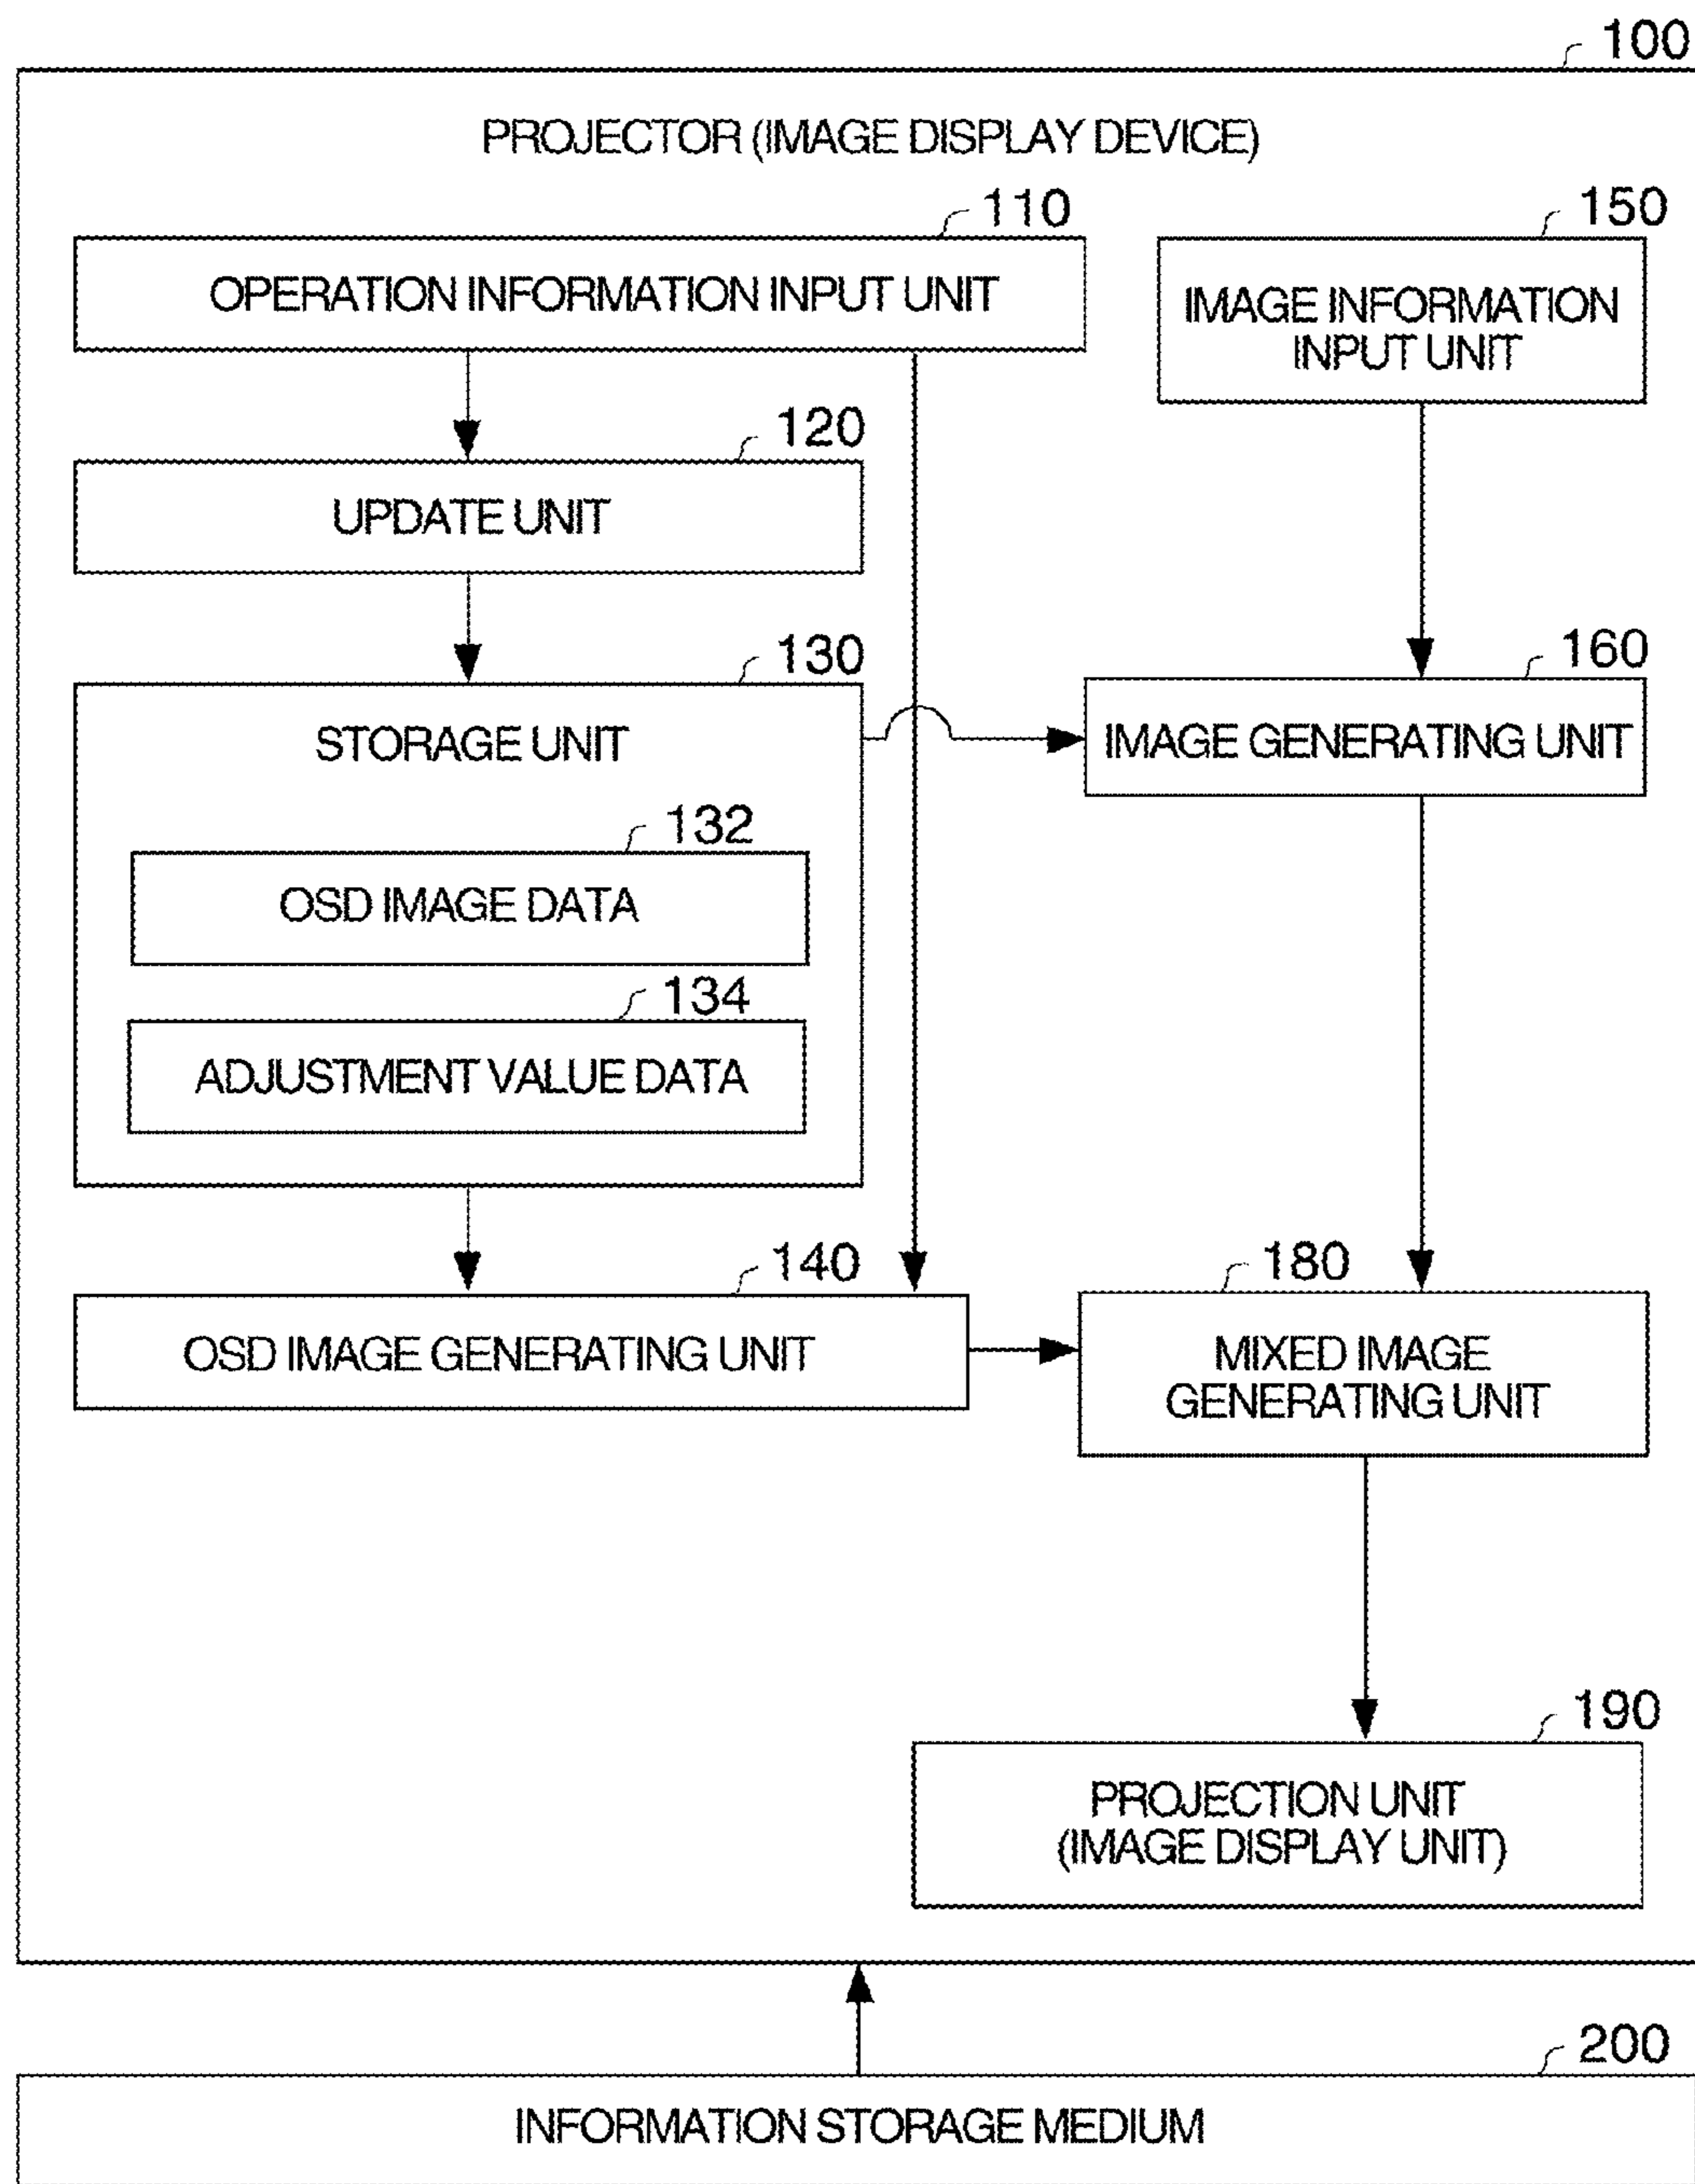 100
PROJECTOR (IMAGE DISPLAY DEVICE)
110
OPERATION INFORMATION INPUT UNIT
150
IMAGE INFORMATION
INPUT UNIT
120
UPDATE UNIT
130
STORAGE UNIT
160
IMAGE GENERATING UNIT
132
OSD IMAGE DATA
134
ADJUSTMENT VALUE DATA
140
OSD IMAGE GENERATING UNIT
180
MIXED IMAGE
GENERATING UNIT
190
PROJECTION UNIT
(IMAGE DISPLAY UNIT)
200
INFORMATION STORAGE MEDIUM